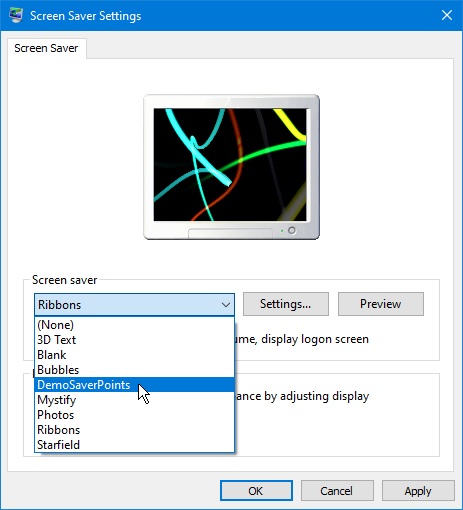 Screen Saver Settings
Screen Saver
Screen saver
Ribbons
Settings...
Preview
(None)
3D Text
Blank
Bubbles
DemoSaverPoints
Mystify
Photos
Ribbons
Starfield
ume, display logon screen
ance by adjusting display
OK
Cancel
Apply